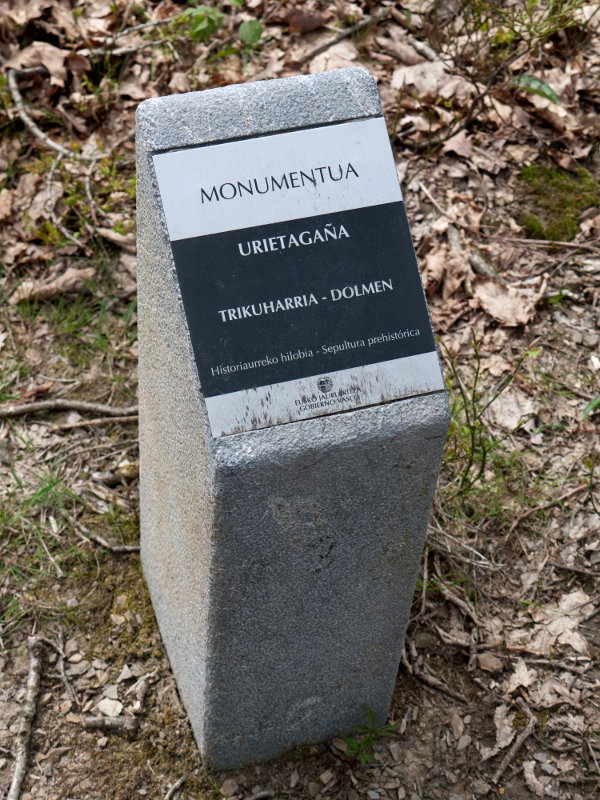 MONUMENTUA
URIETAGAÑA
TRIKUHARRIA - DOLMEN
Historiaurreko hilobia - Sepultura prehistórica
EUSKO JAURLARITZA
GOBIERNO VASCO